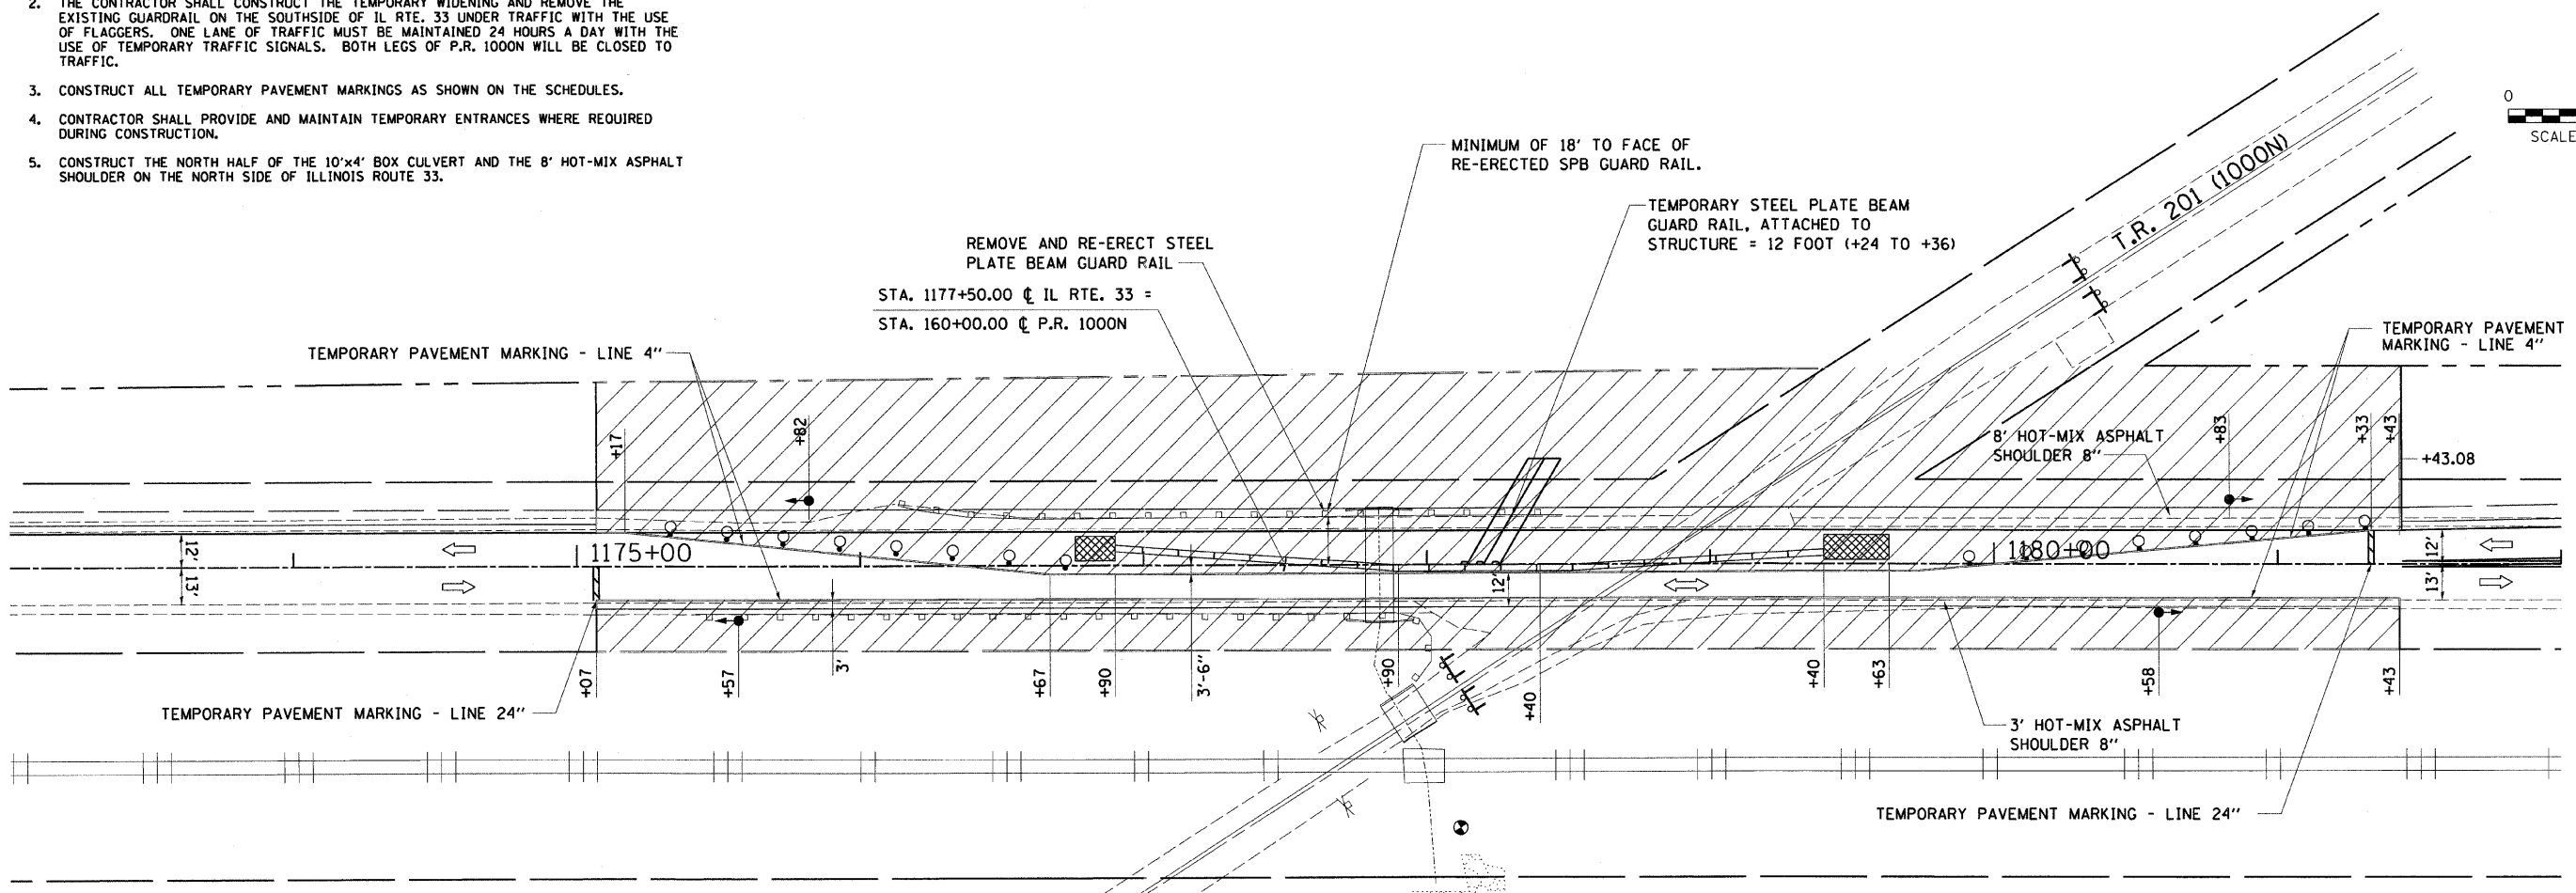 2. THE CONTRACTOR SHALL CONSTRUCT THE TEMPORARY WIDENING AND REMOVE THE
EXISTING GUARDRAIL ON THE SOUTHSIDE OF IL RTE. 33 UNDER TRAFFIC WITH THE USE
OF FLAGGERS. ONE LANE OF TRAFFIC MUST BE MAINTAINED 24 HOURS A DAY WITH THE
USE OF TEMPORARY TRAFFIC SIGNALS. BOTH LEGS OF P.R. 1000N WILL BE CLOSED TO
TRAFFIC.
3. CONSTRUCT ALL TEMPORARY PAVEMENT MARKINGS AS SHOWN ON THE SCHEDULES.
4. CONTRACTOR SHALL PROVIDE AND MAINTAIN TEMPORARY ENTRANCES WHERE REQUIRED
DURING CONSTRUCTION.
5. CONSTRUCT THE NORTH HALF OF THE 10'x4' BOX CULVERT AND THE 8' HOT-MIX ASPHALT
SHOULDER ON THE NORTH SIDE OF ILLINOIS ROUTE 33.
0
SCALE
MINIMUM OF 18' TO FACE OF
RE-ERECTED SPB GUARD RAIL.
TEMPORARY STEEL PLATE BEAM
GUARD RAIL, ATTACHED TO
STRUCTURE = 12 FOOT (+24 TO +36)
T.R. 201 (1000N)
REMOVE AND RE-ERECT STEEL
PLATE BEAM GUARD RAIL
STA. 1177+50.00 ℄ IL RTE. 33 =
STA. 160+00.00 ℄ P.R. 1000N
TEMPORARY PAVEMENT MARKING - LINE 4"
TEMPORARY PAVEMENT
MARKING - LINE 4"
+17
+82
+83
+33
+43
8' HOT-MIX ASPHALT
SHOULDER 8"
+43.08
12'
13'
1175+00
1180+00
12'
12'
13'
+07
+57
3'
+67
+90
3'-6"
+90
+40
+40
+63
+58
+43
TEMPORARY PAVEMENT MARKING - LINE 24"
3' HOT-MIX ASPHALT
SHOULDER 8"
TEMPORARY PAVEMENT MARKING - LINE 24"